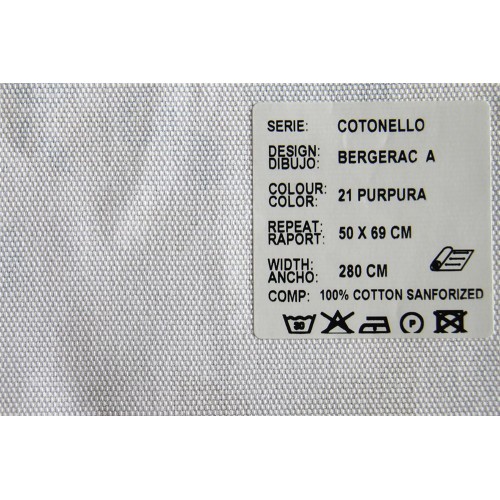 SERIE: COTONELLO
DESIGN:
DIBUJO: BERGERAC A
COLOUR:
COLOR: 21 PURPURA
REPEAT:
RAPORT: 50 X 69 CM
WIDTH:
ANCHO: 280 CM
COMP: 100% COTTON SANFORIZED
30 P